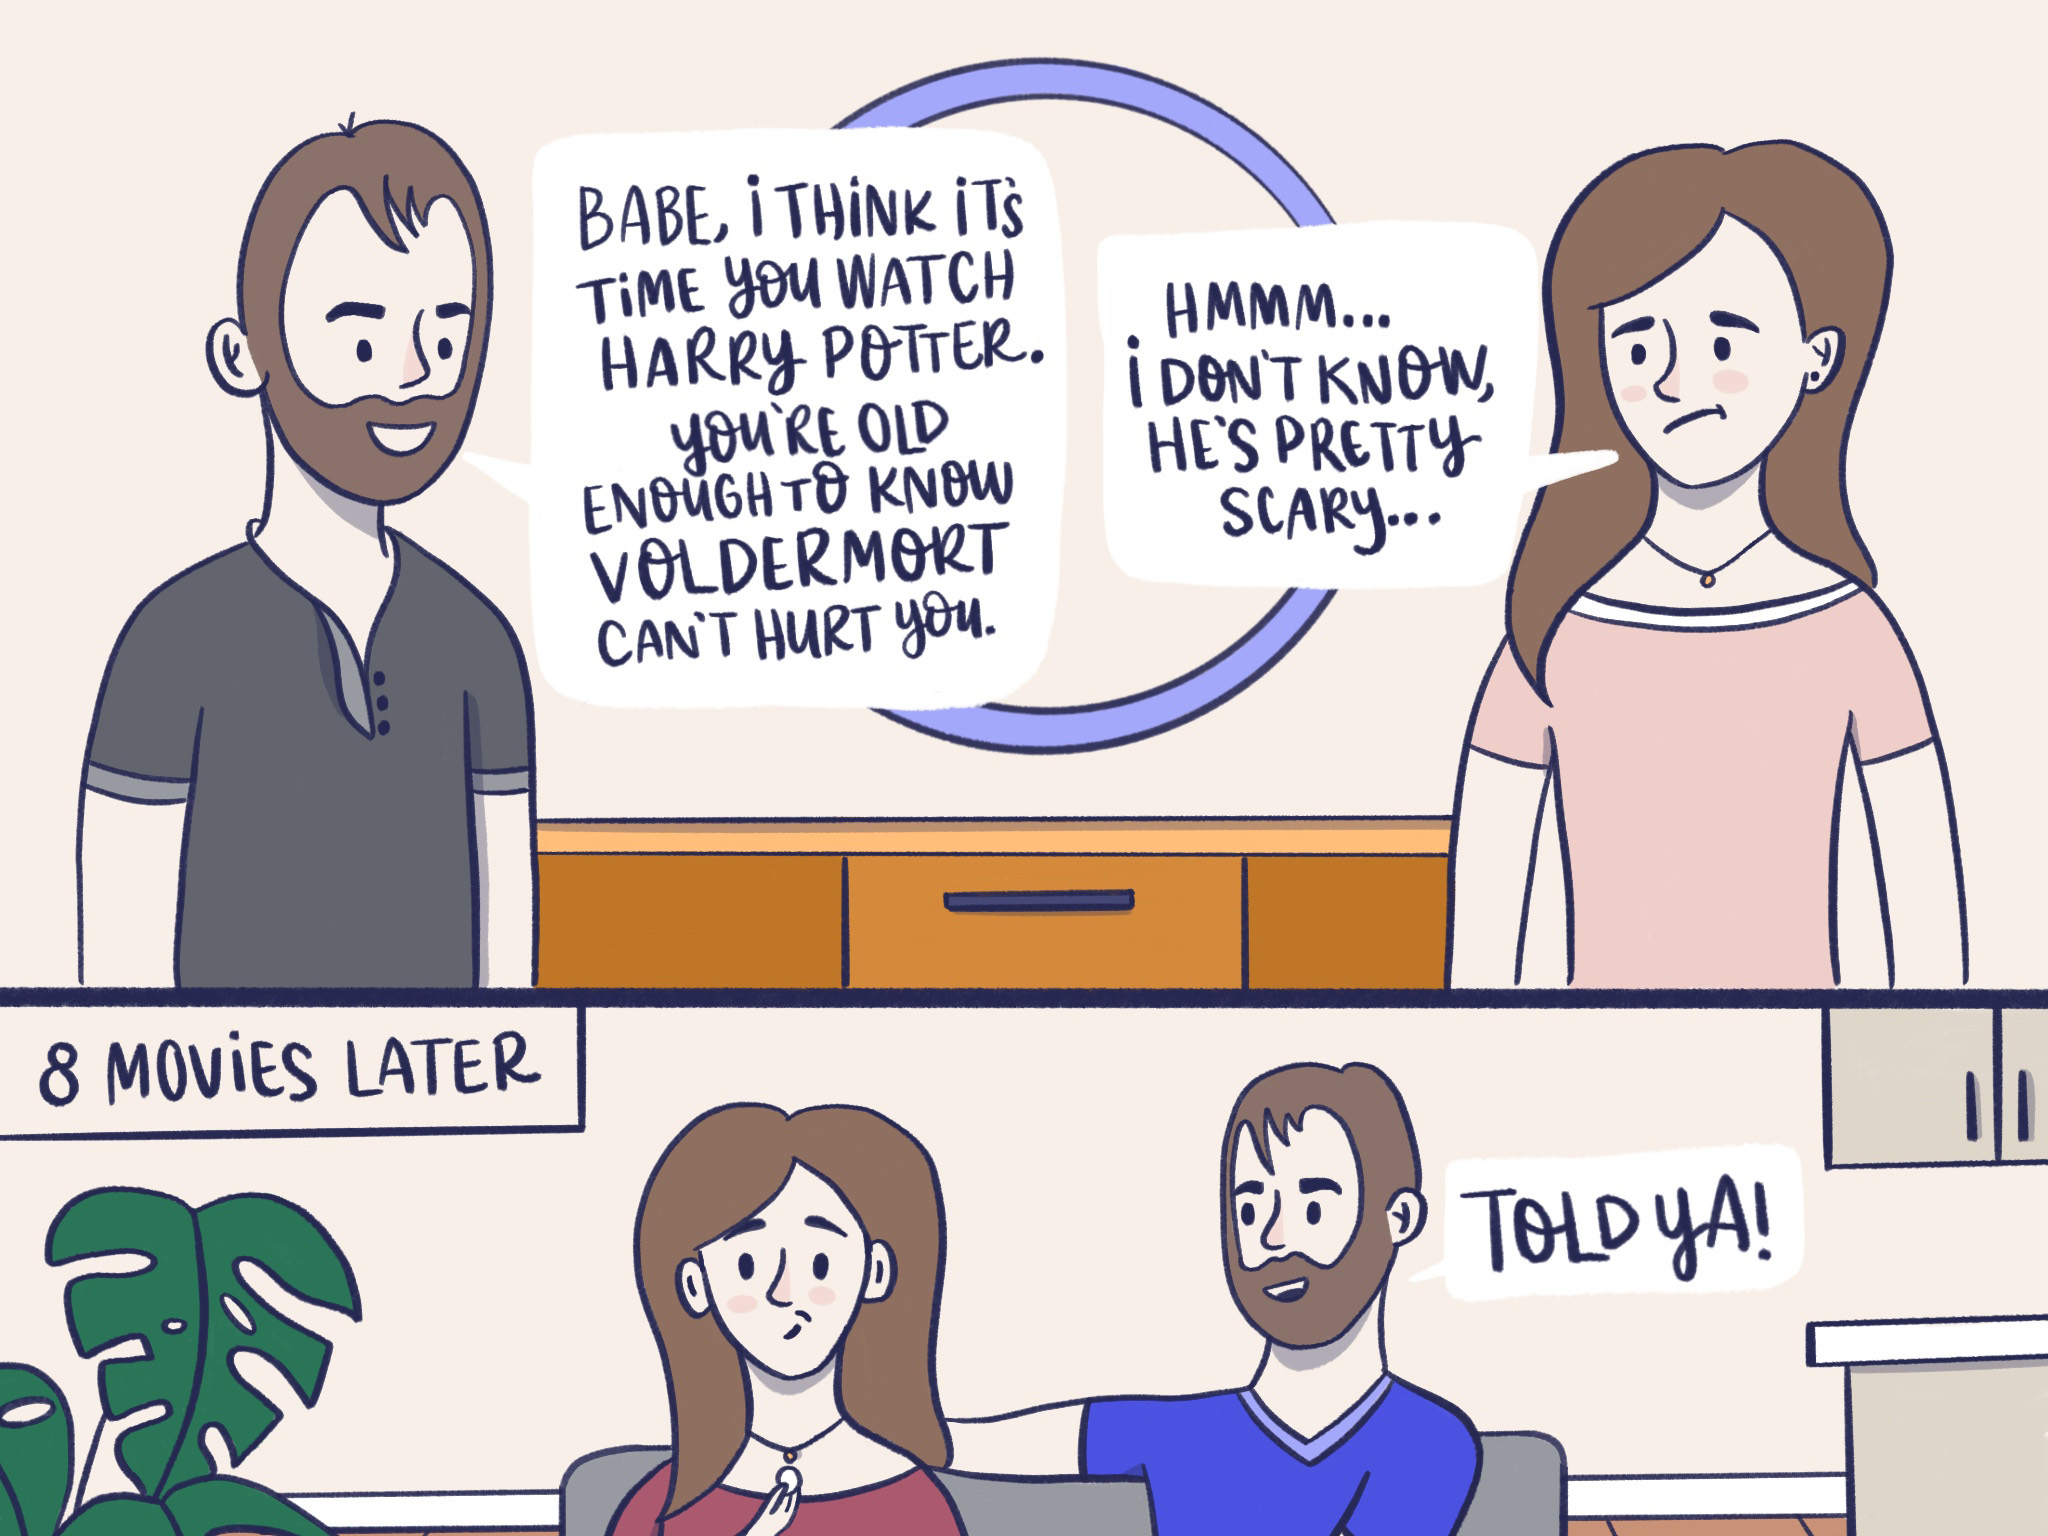 BABE, i THiNK iT's
TiME yOU WATCH
HARRy POTTER.
yOU'RE OLD
ENOUGH TO KNOW
VOLDERMORT
CAN'T HURT yOU.
HMMM...
i DON'T KNOW,
HE'S PRETTy
SCARy...
8 MOViES LATER
TOLD yA!